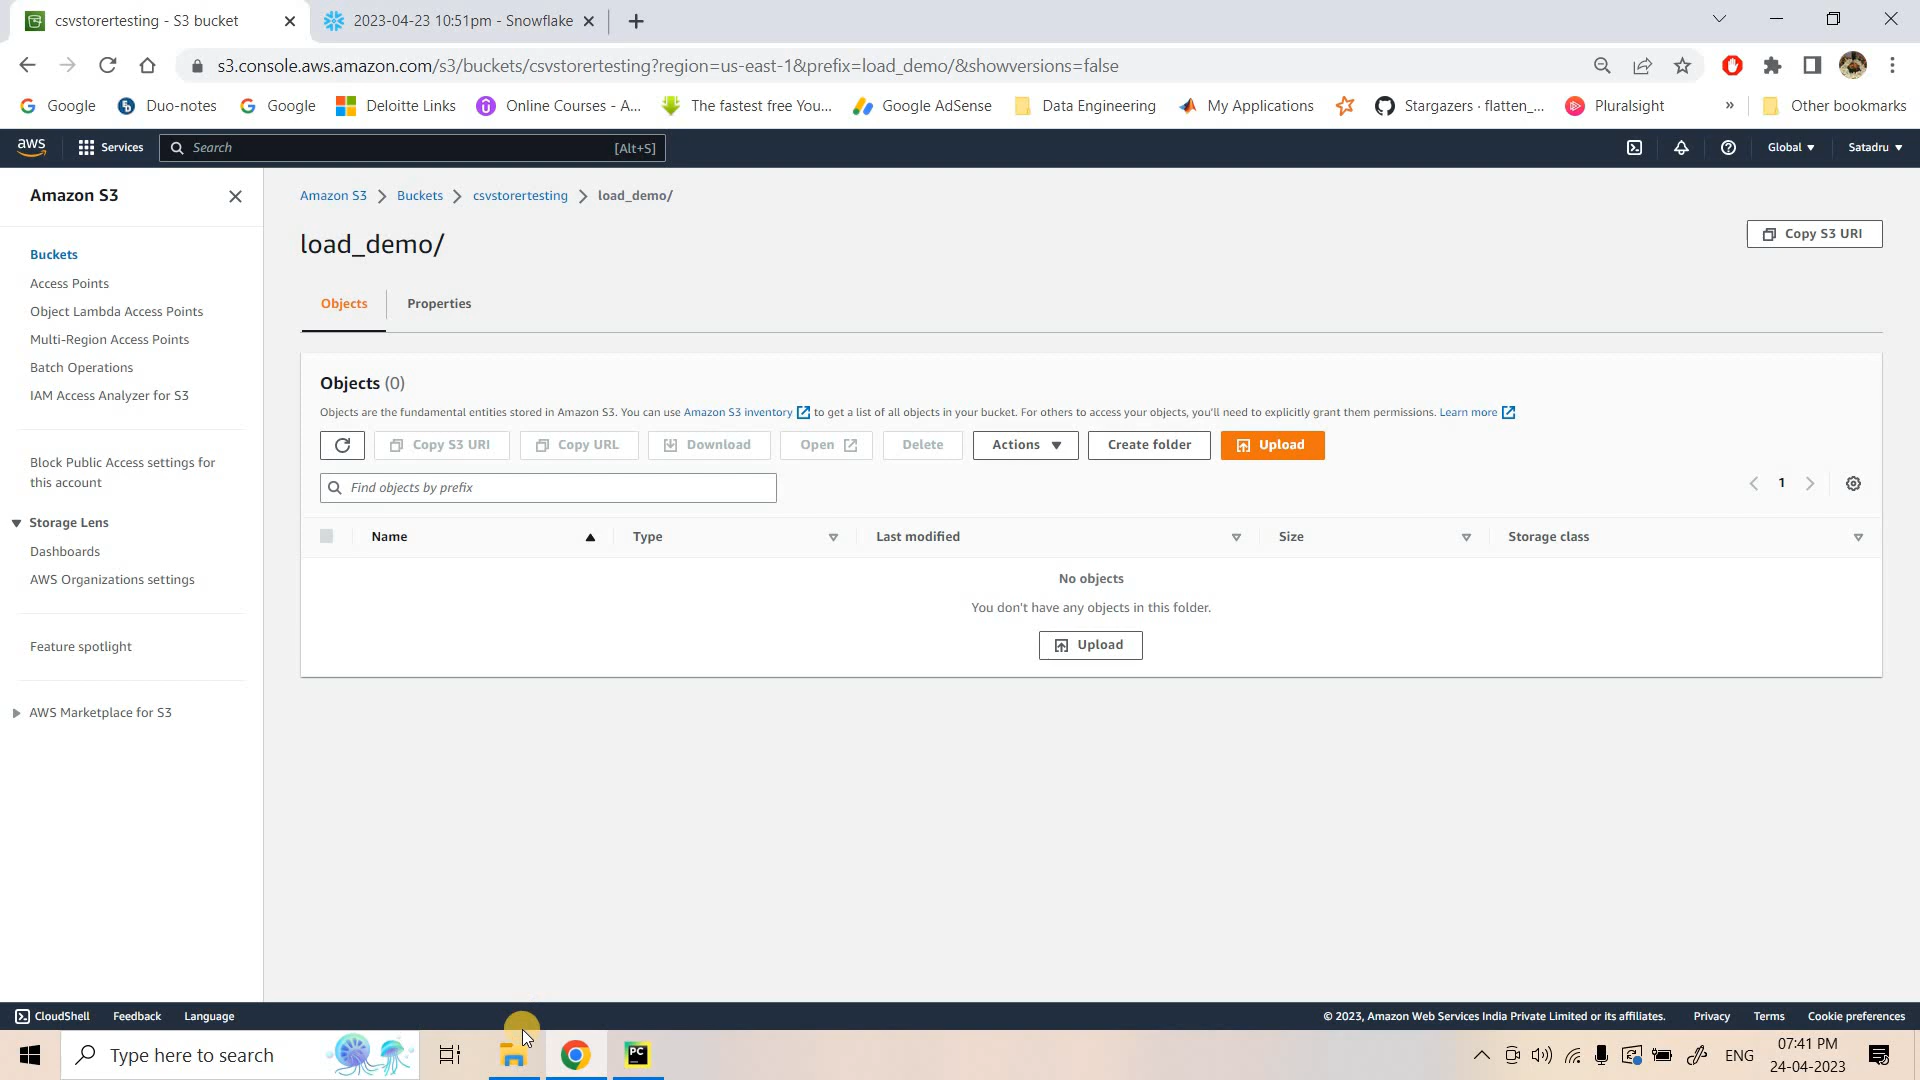 csvstorertesting - S3 bucket
2023-04-23 10:51pm - Snowflake
s3.console.aws.amazon.com/s3/buckets/csvstorertesting?region=us-east-1&prefix=load_demo/&showversions=false
Google
Duo-notes
Google
Deloitte Links
Online Courses - A...
The fastest free You...
Google AdSense
Data Engineering
My Applications
Stargazers · flatten_...
Pluralsight
»
Other bookmarks
aws
Services
Search
[Alt+S]
Global
Satadru
Amazon S3
Buckets
Access Points
Object Lambda Access Points
Multi-Region Access Points
Batch Operations
IAM Access Analyzer for S3
Block Public Access settings for
this account
Storage Lens
Dashboards
AWS Organizations settings
Feature spotlight
AWS Marketplace for S3
Amazon S3
Buckets
csvstorertesting
load_demo/
load_demo/
Copy S3 URI
Objects
Properties
Objects (0)
Objects are the fundamental entities stored in Amazon S3. You can use Amazon S3 inventory to get a list of all objects in your bucket. For others to access your objects, you'll need to explicitly grant them permissions. Learn more
Copy S3 URI
Copy URL
Download
Open
Delete
Actions
Create folder
Upload
Find objects by prefix
1
Name
Type
Last modified
Size
Storage class
No objects
You don't have any objects in this folder.
Upload
CloudShell
Feedback
Language
© 2023, Amazon Web Services India Private Limited or its affiliates.
Privacy
Terms
Cookie preferences
Type here to search
PC
ENG
07:41 PM
24-04-2023